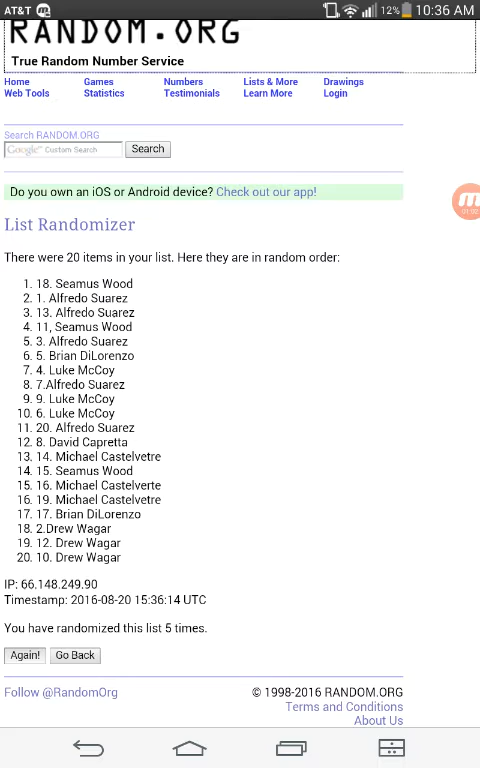 AT&T 12% 10:36 AM
RANDOM.ORG
True Random Number Service
Home Games Numbers Lists & More Drawings
Web Tools Statistics Testimonials Learn More Login
Search RANDOM.ORG
Google™ Custom Search Search
Do you own an iOS or Android device? Check out our app!
01:02
List Randomizer
There were 20 items in your list. Here they are in random order:
1. 18. Seamus Wood
2. 1. Alfredo Suarez
3. 13. Alfredo Suarez
4. 11, Seamus Wood
5. 3. Alfredo Suarez
6. 5. Brian DiLorenzo
7. 4. Luke McCoy
8. 7.Alfredo Suarez
9. 9. Luke McCoy
10. 6. Luke McCoy
11. 20. Alfredo Suarez
12. 8. David Capretta
13. 14. Michael Castelvetre
14. 15. Seamus Wood
15. 16. Michael Castelverte
16. 19. Michael Castelvetre
17. 17. Brian DiLorenzo
18. 2.Drew Wagar
19. 12. Drew Wagar
20. 10. Drew Wagar
IP: 66.148.249.90
Timestamp: 2016-08-20 15:36:14 UTC
You have randomized this list 5 times.
Again! Go Back
Follow @RandomOrg © 1998-2016 RANDOM.ORG
Terms and Conditions
About Us